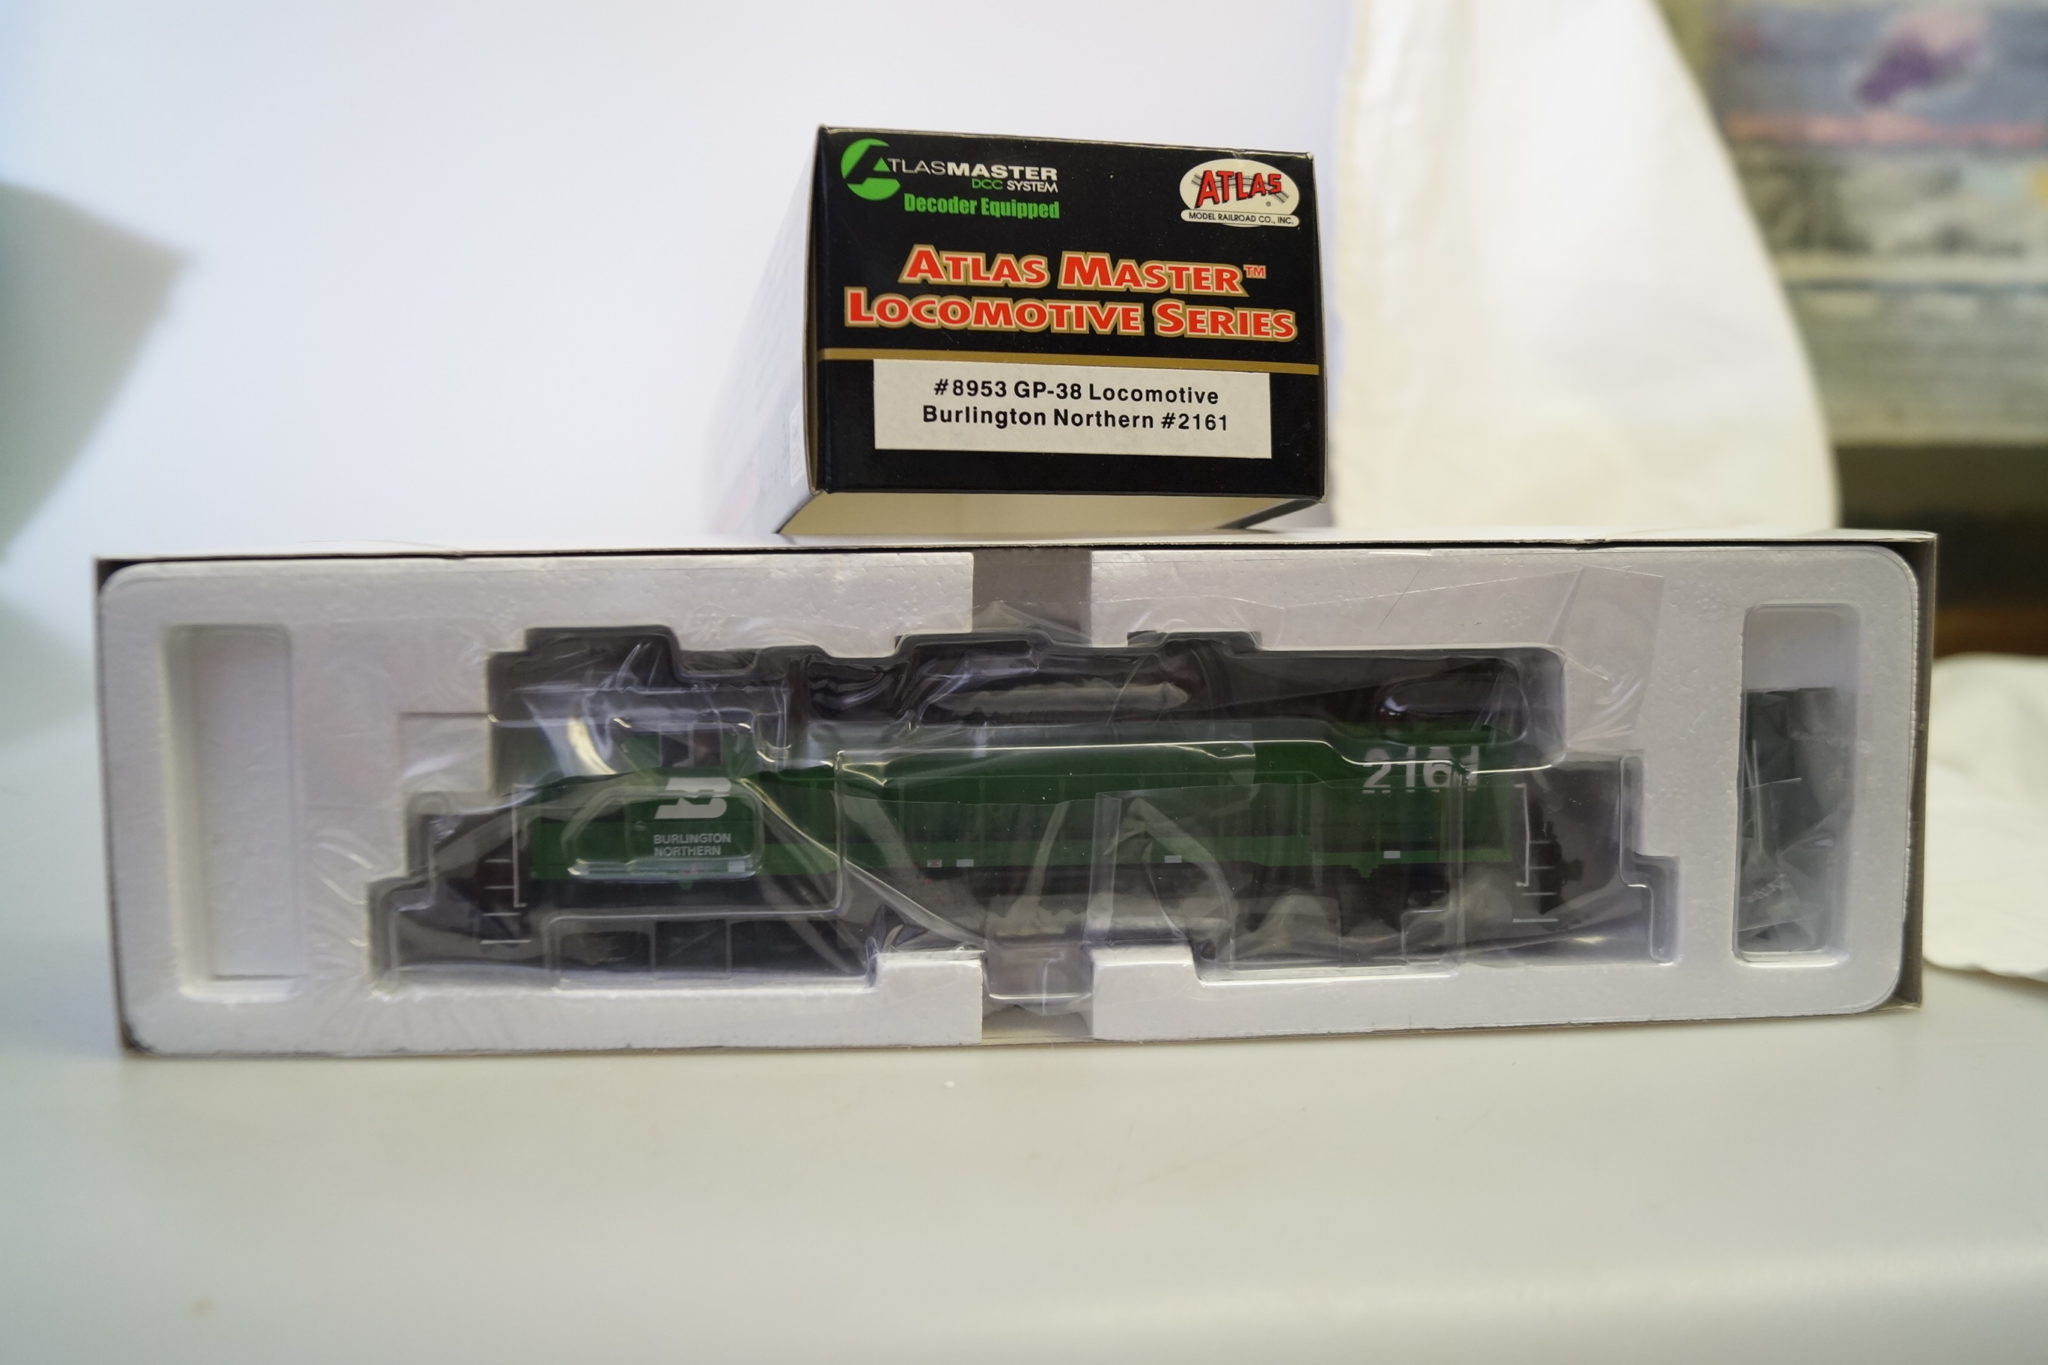 ATLASMASTER
DCC SYSTEM
Decoder Equipped
ATLAS
®
MODEL RAILROAD CO., INC.
ATLAS MASTER™
LOCOMOTIVE SERIES
#8953 GP-38 Locomotive
Burlington Northern #2161
2161
BURLINGTON
NORTHERN